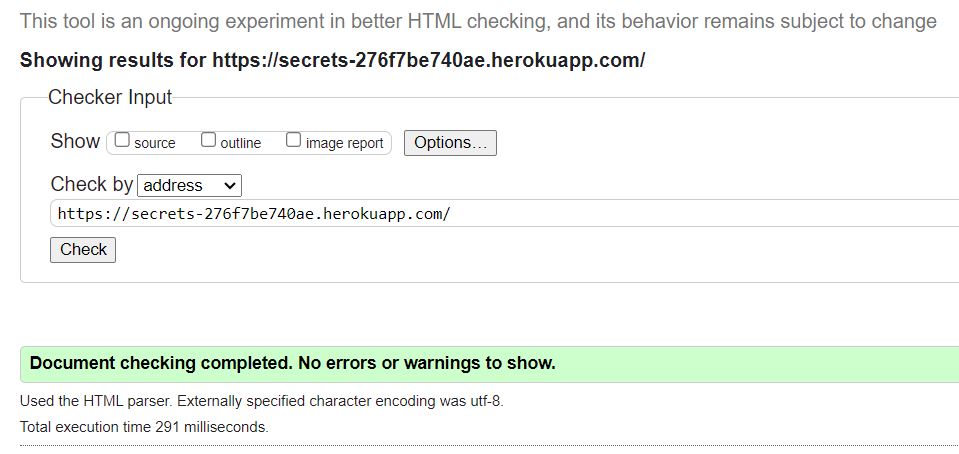 This tool is an ongoing experiment in better HTML checking, and its behavior remains subject to change
Showing results for https://secrets-276f7be740ae.herokuapp.com/
Checker Input
Show source outline image report Options...
Check by address
https://secrets-276f7be740ae.herokuapp.com/
Check
Document checking completed. No errors or warnings to show.
Used the HTML parser. Externally specified character encoding was utf-8.
Total execution time 291 milliseconds.